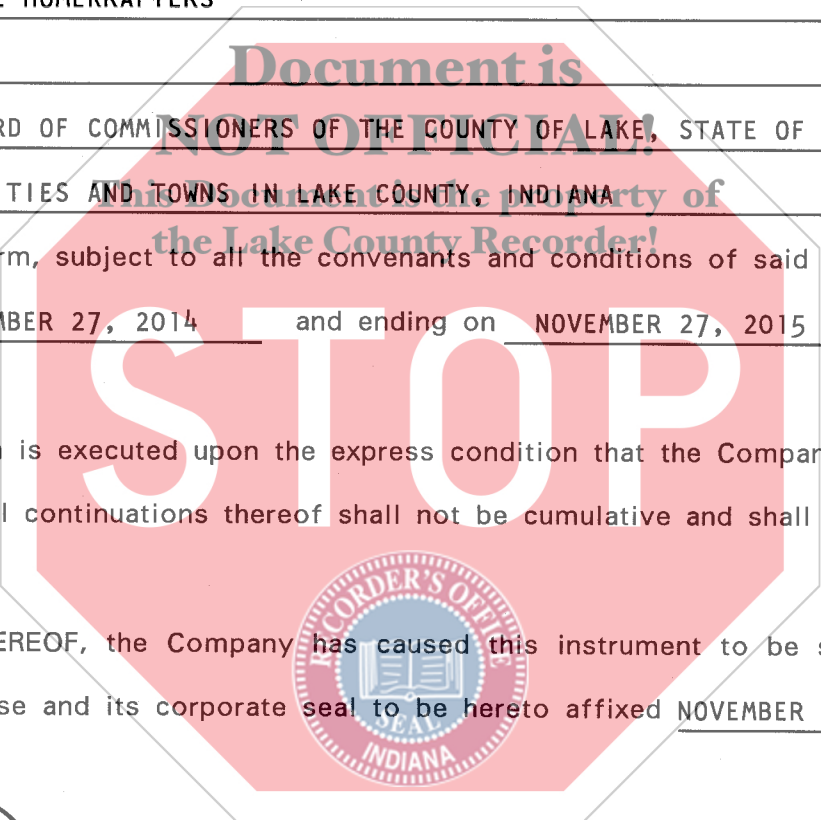 HOMEKRAFTERS
Document is
RD OF COMMISSIONERS OF THE COUNTY OF LAKE, STATE OF
NOT OFFICIAL!
TIES AND TOWNS IN LAKE COUNTY, INDIANA
This Document is the property of
the Lake County Recorder!
rm, subject to all the convenants and conditions of said
MBER 27, 2014 and ending on NOVEMBER 27, 2015
STOP
n is executed upon the express condition that the Compan
l continuations thereof shall not be cumulative and shall
EREOF, the Company has caused this instrument to be s
se and its corporate seal to be hereto affixed NOVEMBER
RECORDER'S OFFICE
SEAL
INDIANA